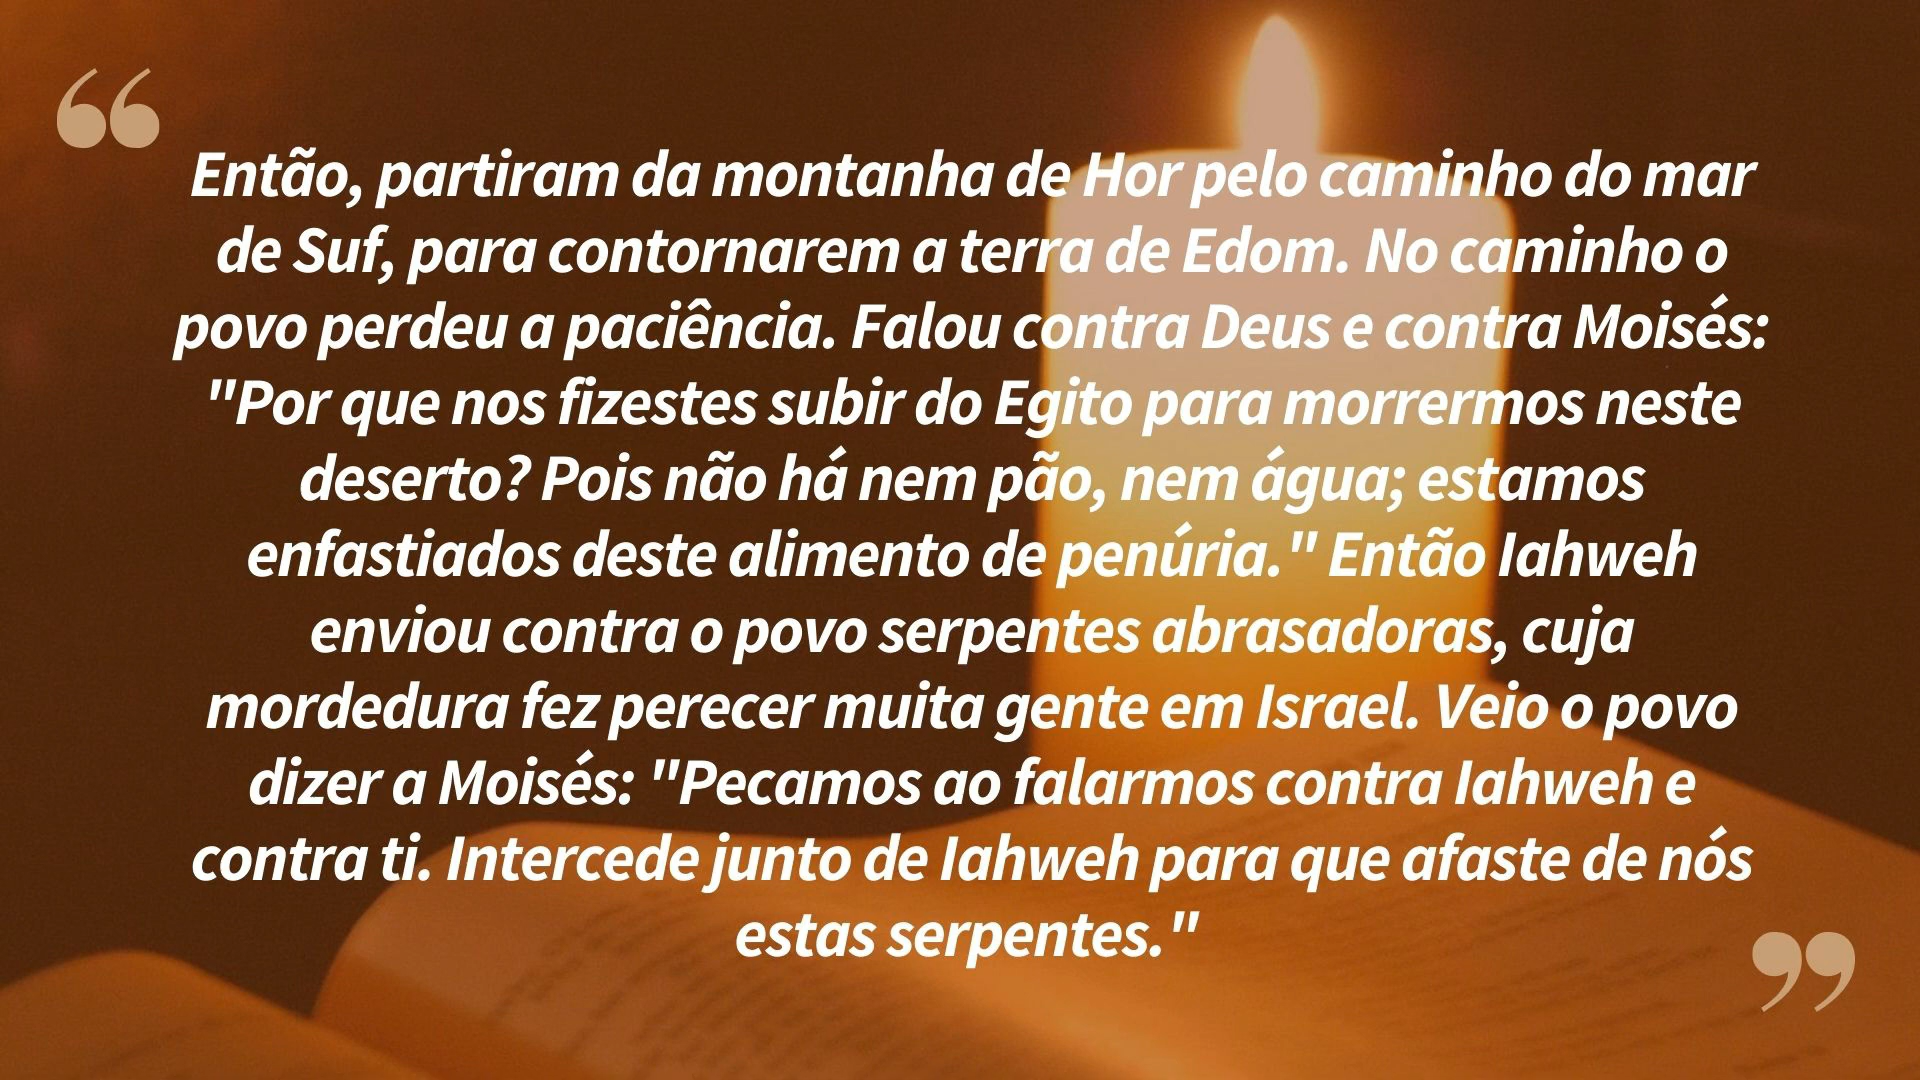 “
Então, partiram da montanha de Hor pelo caminho do mar
de Suf, para contornarem a terra de Edom. No caminho o
povo perdeu a paciência. Falou contra Deus e contra Moisés:
"Por que nos fizestes subir do Egito para morrermos neste
deserto? Pois não há nem pão, nem água; estamos
enfastiados deste alimento de penúria." Então Iahweh
enviou contra o povo serpentes abrasadoras, cuja
mordedura fez perecer muita gente em Israel. Veio o povo
dizer a Moisés: "Pecamos ao falarmos contra Iahweh e
contra ti. Intercede junto de Iahweh para que afaste de nós
estas serpentes."
”